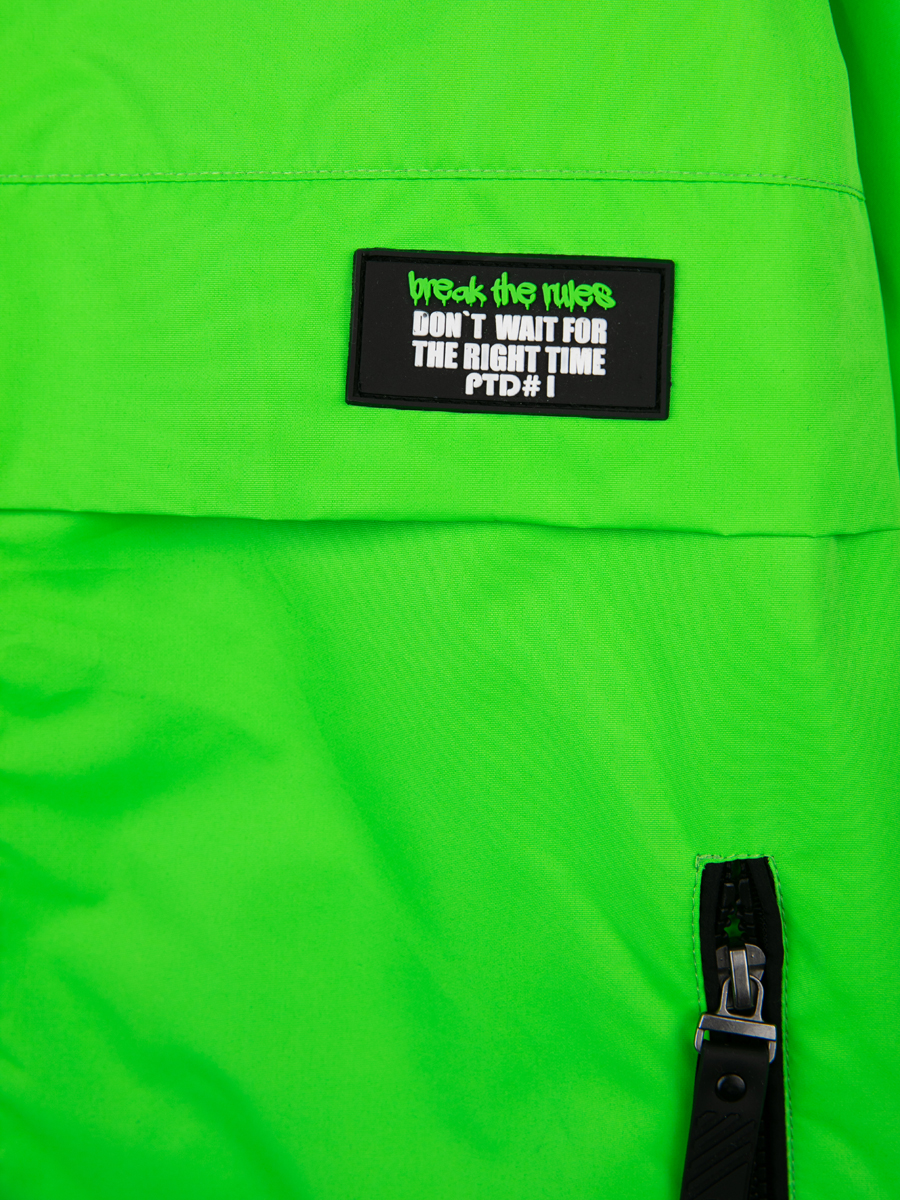 break the rules
DON`T WAIT FOR
THE RIGHT TIME
PTD#1